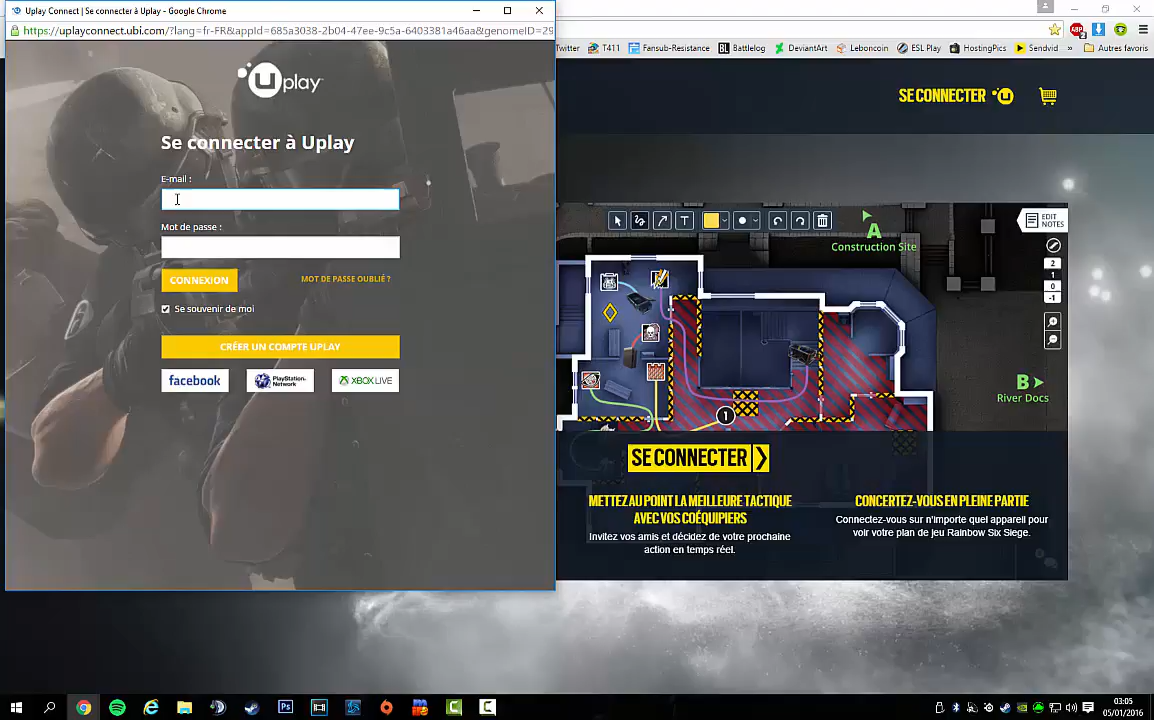 Uplay Connect | Se connecter à Uplay - Google Chrome
https://uplayconnect.ubi.com/?lang=fr-FR&appId=685a3038-2b04-47ee-9c5a-6403381a46aa&genomeID=29
Twitter T411 Fansub-Resistance Battlelog DeviantArt Leboncoin ESL Play HostingPics Sendvid » Autres favoris
uplay
SE CONNECTER
Se connecter à Uplay
E-mail :
Mot de passe :
CONNEXION
MOT DE PASSE OUBLIÉ ?
Se souvenir de moi
CRÉER UN COMPTE UPLAY
facebook
PlayStation Network
XBOX LIVE
T
EDIT NOTES
A
Construction Site
2
1
0
-1
B
River Docs
1
SE CONNECTER
METTEZ AU POINT LA MEILLEURE TACTIQUE
AVEC VOS COÉQUIPIERS
Invitez vos amis et décidez de votre prochaine
action en temps réel.
CONCERTEZ-VOUS EN PLEINE PARTIE
Connectez-vous sur n'importe quel appareil pour
voir votre plan de jeu Rainbow Six Siege.
03:05
05/01/2016